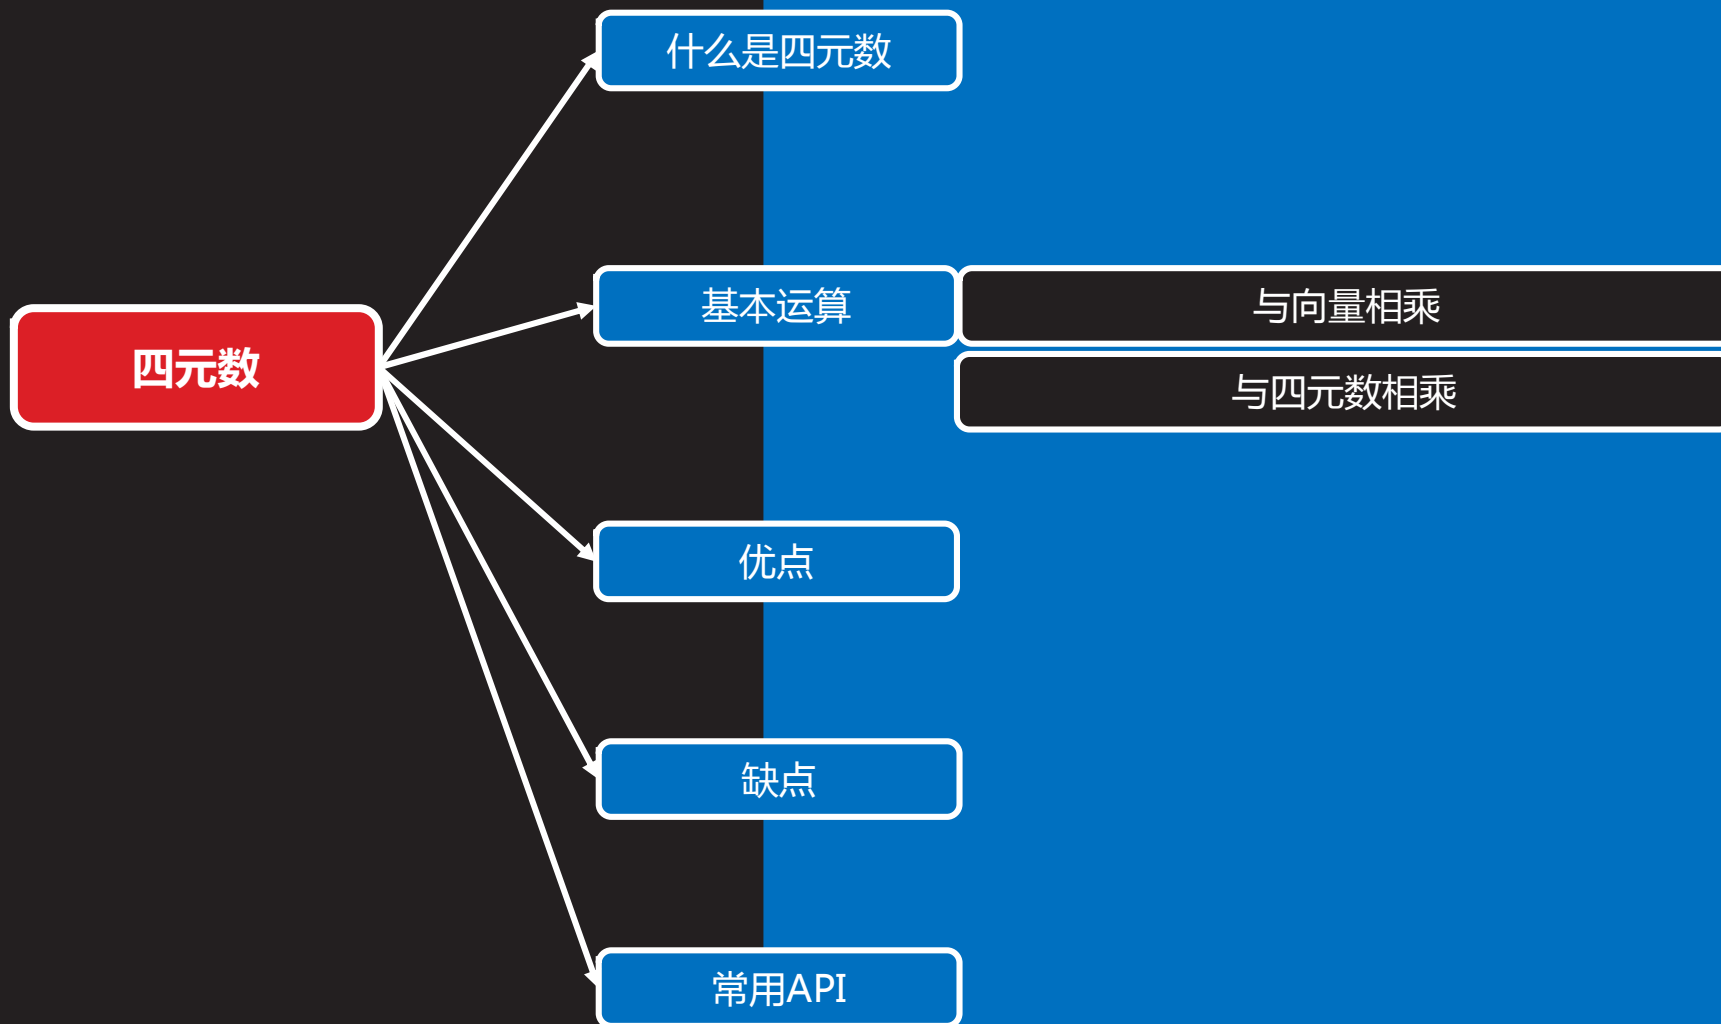 四元数
什么是四元数
基本运算
与向量相乘
与四元数相乘
优点
缺点
常用API